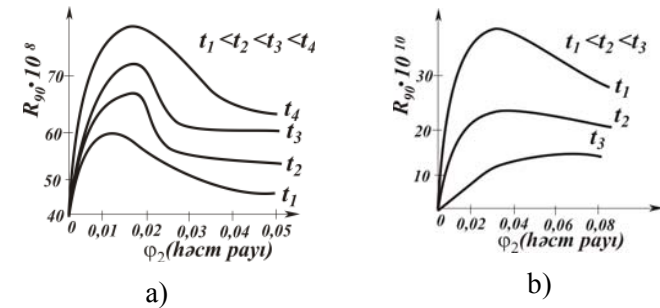 R₉₀·10⁸
t₁ <t₂ <t₃ <t₄
70
60
50
40
t₄
t₃
t₂
t₁
0 0,01 0,02 0,03 0,04 0,05
φ₂(həcm payı)
a)
R₉₀·10¹⁰
t₁ <t₂ <t₃
30
20
10
t₁
t₂
t₃
0 0,02 0,04 0,06 0,08
φ₂(həcm payı)
b)